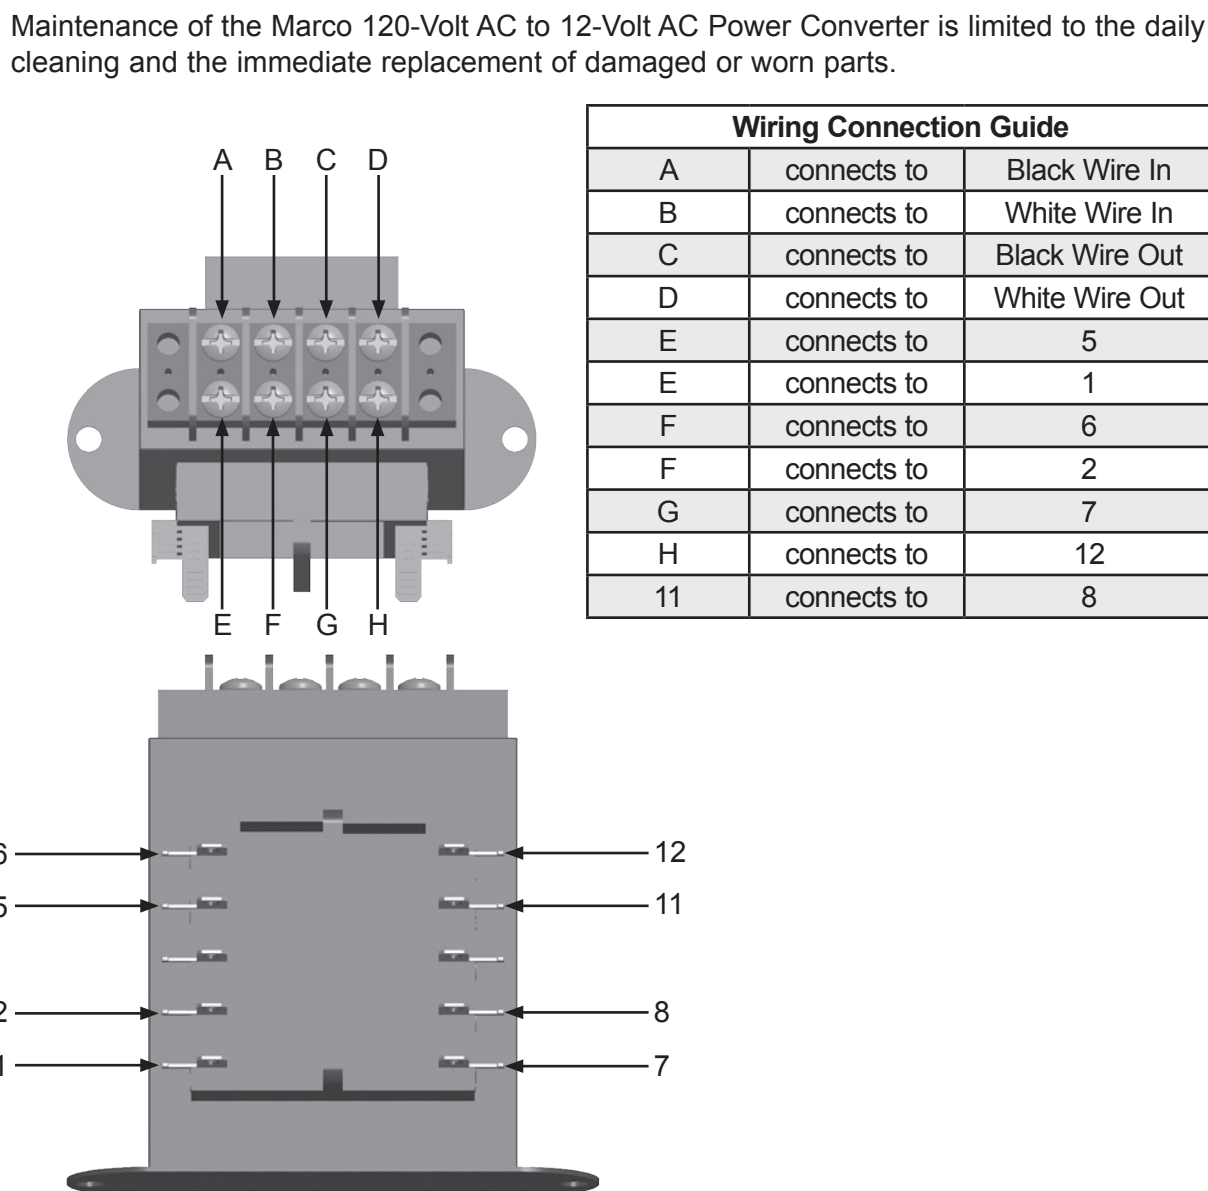 Maintenance of the Marco 120-Volt AC to 12-Volt AC Power Converter is limited to the daily
cleaning and the immediate replacement of damaged or worn parts.
A B C D
E F G H
Wiring Connection Guide
A connects to Black Wire In
B connects to White Wire In
C connects to Black Wire Out
D connects to White Wire Out
E connects to 5
E connects to 1
F connects to 6
F connects to 2
G connects to 7
H connects to 12
11 connects to 8
6 12
5 11
2 8
1 7